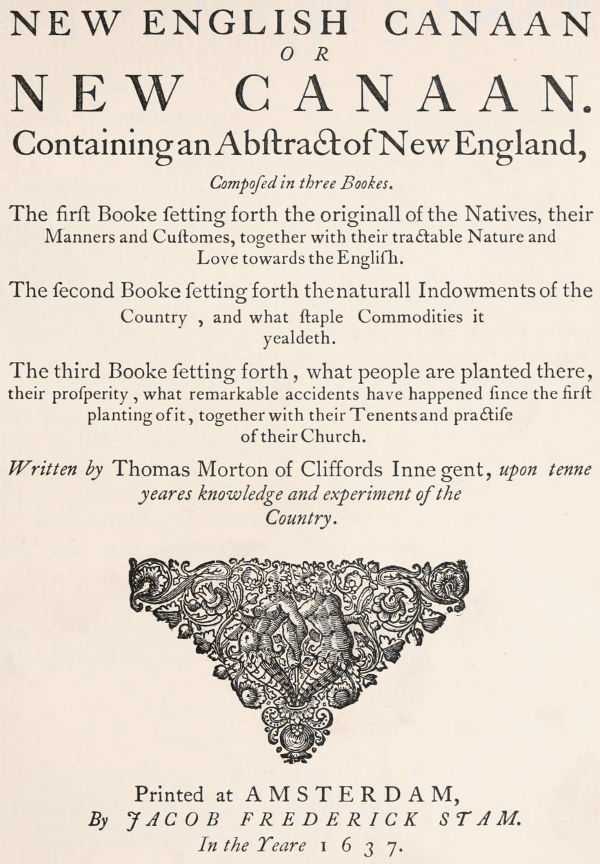 NEW ENGLISH CANAAN
OR
NEW CANAAN.
Containing an Abſtract of New England,
Compoſed in three Bookes.
The firſt Booke ſetting forth the originall of the Natives, their
Manners and Cuſtomes, together with their tractable Nature and
Love towards the Engliſh.
The ſecond Booke ſetting forth the naturall Indowments of the
Country , and what ſtaple Commodities it
yealdeth.
The third Booke ſetting forth , what people are planted there,
their proſperity , what remarkable accidents have happened ſince the firſt
planting of it , together with their Tenents and practiſe
of their Church.
Written by Thomas Morton of Cliffords Inne gent, upon tenne
yeares knowledge and experiment of the
Country.
Printed at AMSTERDAM,
By JACOB FREDERICK STAM.
In the Yeare 1637.